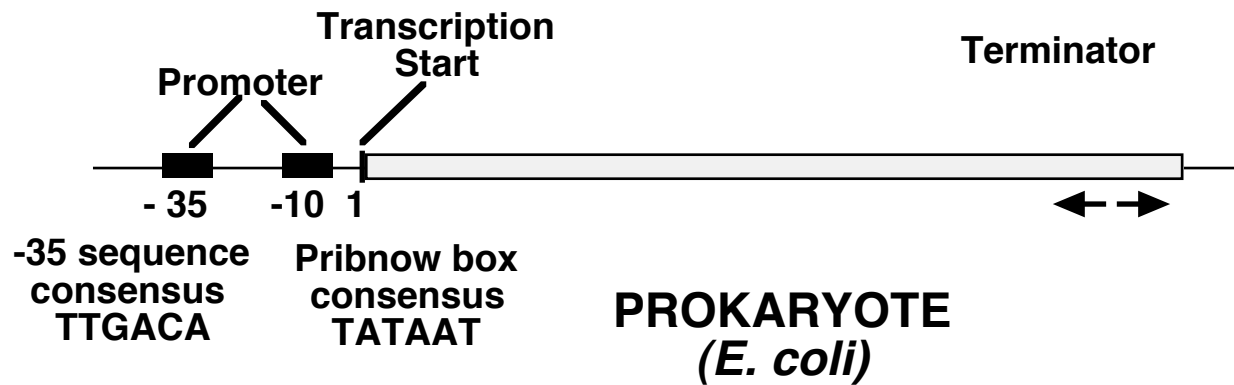 Transcription
Start
Terminator
Promoter
- 35
-10
1
-35 sequence
consensus
TTGACA
Pribnow box
consensus
TATAAT
PROKARYOTE
(E. coli)